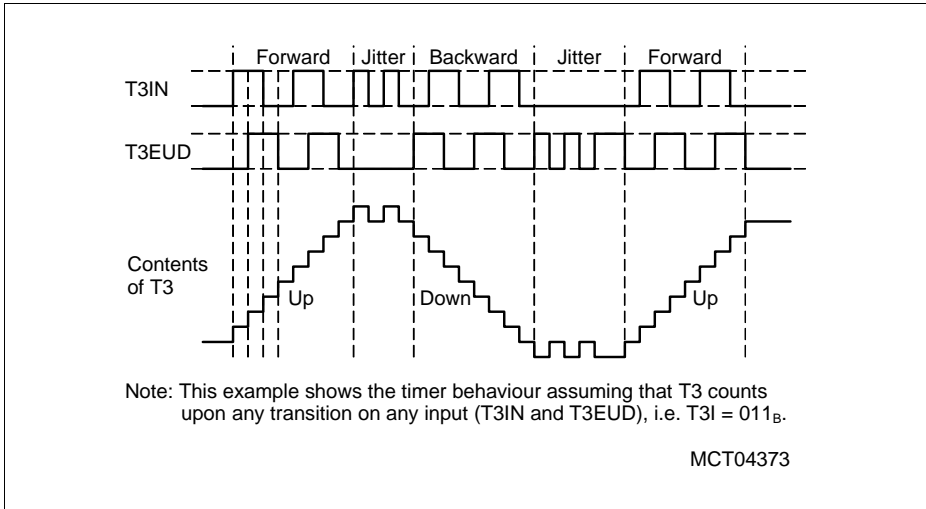 Forward Jitter Backward Jitter Forward
T3IN
T3EUD
Contents
of T3
Up Down Up
Note: This example shows the timer behaviour assuming that T3 counts
upon any transition on any input (T3IN and T3EUD), i.e. T3I = 011B.
MCT04373